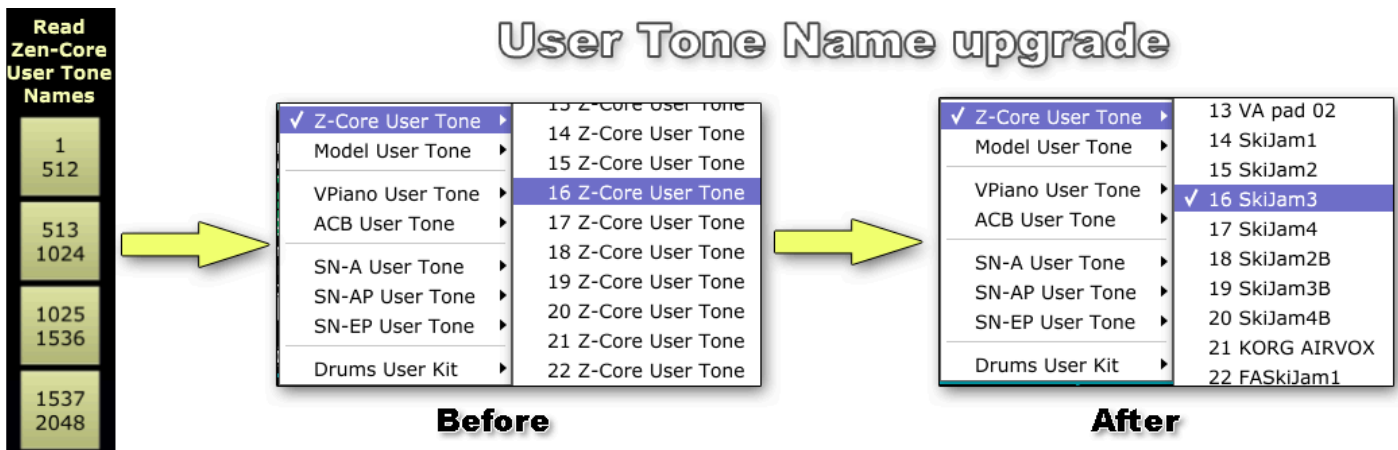 Read
Zen-Core
User Tone
Names
1
512
513
1024
1025
1536
1537
2048
User Tone Name upgrade
✓ Z-Core User Tone
Model User Tone
VPiano User Tone
ACB User Tone
SN-A User Tone
SN-AP User Tone
SN-EP User Tone
Drums User Kit
13 Z-Core User Tone
14 Z-Core User Tone
15 Z-Core User Tone
16 Z-Core User Tone
17 Z-Core User Tone
18 Z-Core User Tone
19 Z-Core User Tone
20 Z-Core User Tone
21 Z-Core User Tone
22 Z-Core User Tone
Before
✓ Z-Core User Tone
Model User Tone
VPiano User Tone
ACB User Tone
SN-A User Tone
SN-AP User Tone
SN-EP User Tone
Drums User Kit
13 VA pad 02
14 SkiJam1
15 SkiJam2
✓ 16 SkiJam3
17 SkiJam4
18 SkiJam2B
19 SkiJam3B
20 SkiJam4B
21 KORG AIRVOX
22 FASkiJam1
After